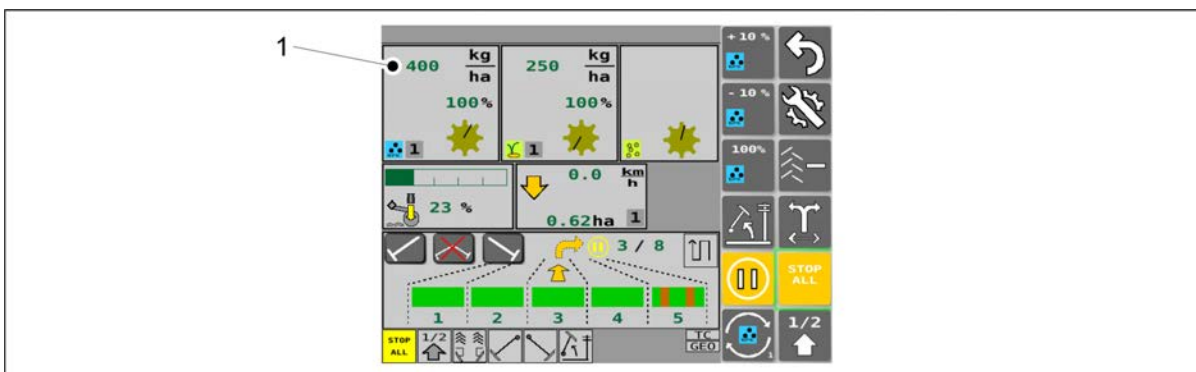 1
400 kg/ha
100%
1
250 kg/ha
100%
1
+ 10 %
- 10 %
100%
23 %
0.0 km/h
0.62ha 1
3 / 8
1 2 3 4 5
STOP ALL
1/2
TC
GEO
STOP
ALL
1
1/2